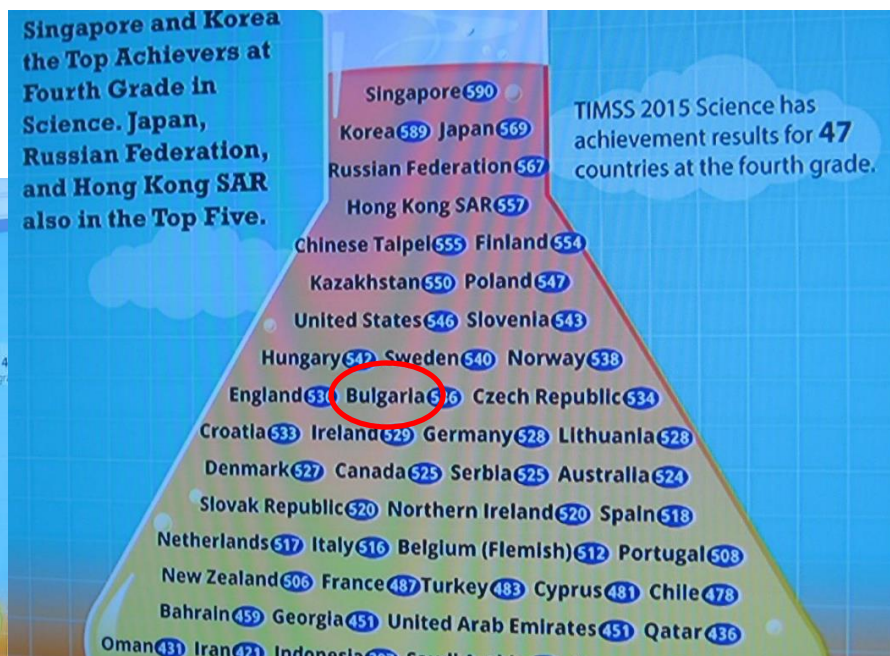 Singapore and Korea
the Top Achievers at
Fourth Grade in
Science. Japan,
Russian Federation,
and Hong Kong SAR
also in the Top Five.
TIMSS 2015 Science has
achievement results for 47
countries at the fourth grade.
Singapore 590
Korea 589 Japan 569
Russian Federation 567
Hong Kong SAR 557
Chinese Taipei 555 Finland 554
Kazakhstan 550 Poland 547
United States 546 Slovenia 543
Hungary 542 Sweden 540 Norway 538
England Bulgaria Czech Republic 534
Croatia 533 Ireland 529 Germany 528 Lithuania 528
Denmark 527 Canada 525 Serbia 525 Australia 524
Slovak Republic 520 Northern Ireland 520 Spain 518
Netherlands 517 Italy 516 Belgium (Flemish) 512 Portugal 508
New Zealand 506 France 487 Turkey 483 Cyprus 481 Chile 478
Bahrain 459 Georgia 451 United Arab Emirates 451 Qatar 436
Oman 431 Iran 421 Indonesia